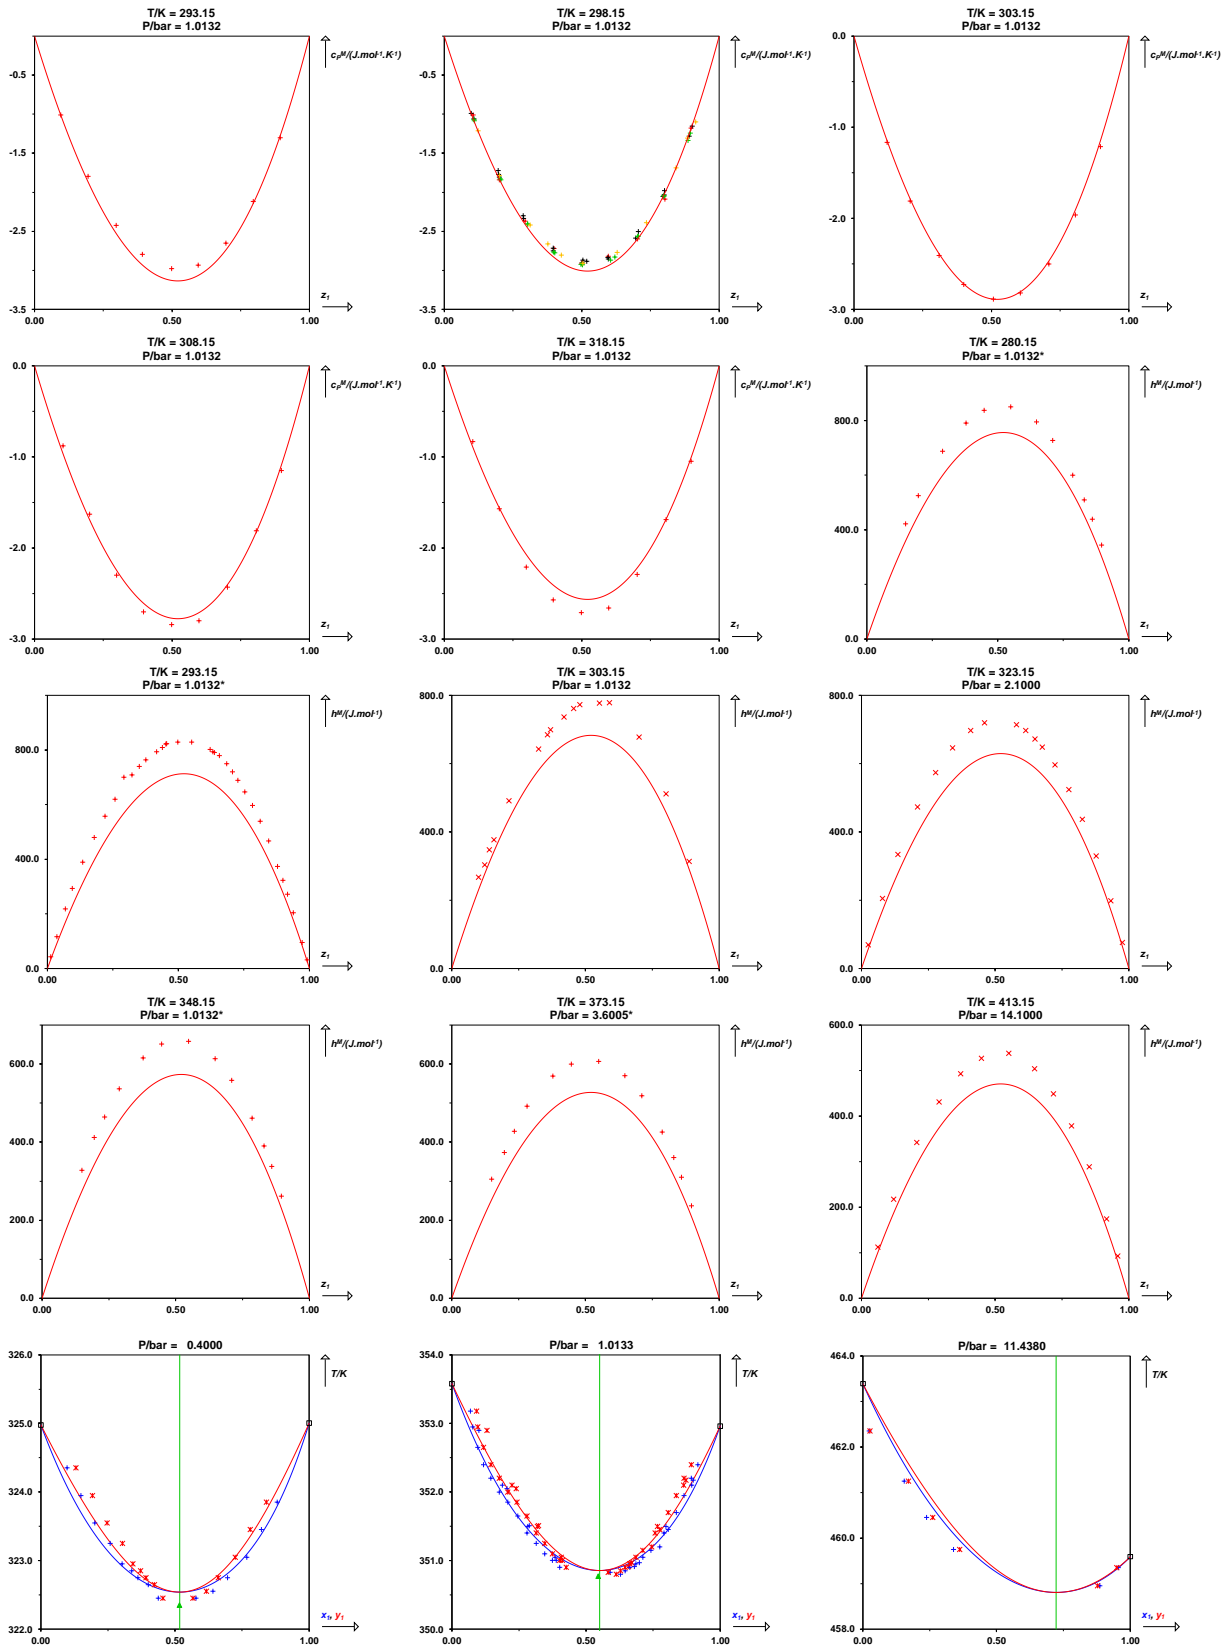 T/K = 293.15
P/bar = 1.0132
-0.5
-1.5
-2.5
-3.5
0.00
0.50
1.00
cₚᴹ/(J.mol⁻¹.K⁻¹)
z₁
T/K = 298.15
P/bar = 1.0132
-0.5
-1.5
-2.5
-3.5
0.00
0.50
1.00
cₚᴹ/(J.mol⁻¹.K⁻¹)
z₁
T/K = 303.15
P/bar = 1.0132
0.0
-1.0
-2.0
-3.0
0.00
0.50
1.00
cₚᴹ/(J.mol⁻¹.K⁻¹)
z₁
T/K = 308.15
P/bar = 1.0132
0.0
-1.0
-2.0
-3.0
0.00
0.50
1.00
cₚᴹ/(J.mol⁻¹.K⁻¹)
z₁
T/K = 318.15
P/bar = 1.0132
0.0
-1.0
-2.0
-3.0
0.00
0.50
1.00
cₚᴹ/(J.mol⁻¹.K⁻¹)
z₁
T/K = 280.15
P/bar = 1.0132*
800.0
400.0
0.0
0.00
0.50
1.00
hᴹ/(J.mol⁻¹)
z₁
T/K = 293.15
P/bar = 1.0132*
800.0
400.0
0.0
0.00
0.50
1.00
hᴹ/(J.mol⁻¹)
z₁
T/K = 303.15
P/bar = 1.0132
800.0
400.0
0.0
0.00
0.50
1.00
hᴹ/(J.mol⁻¹)
z₁
T/K = 323.15
P/bar = 2.1000
800.0
400.0
0.0
0.00
0.50
1.00
hᴹ/(J.mol⁻¹)
z₁
T/K = 348.15
P/bar = 1.0132*
600.0
400.0
200.0
0.0
0.00
0.50
1.00
hᴹ/(J.mol⁻¹)
z₁
T/K = 373.15
P/bar = 3.6005*
600.0
400.0
200.0
0.0
0.00
0.50
1.00
hᴹ/(J.mol⁻¹)
z₁
T/K = 413.15
P/bar = 14.1000
600.0
400.0
200.0
0.0
0.00
0.50
1.00
hᴹ/(J.mol⁻¹)
z₁
P/bar = 0.4000
326.0
325.0
324.0
323.0
322.0
0.00
0.50
1.00
T/K
x₁, y₁
P/bar = 1.0133
354.0
353.0
352.0
351.0
350.0
0.00
0.50
1.00
T/K
x₁, y₁
P/bar = 11.4380
464.0
462.0
460.0
458.0
0.00
0.50
1.00
T/K
x₁, y₁